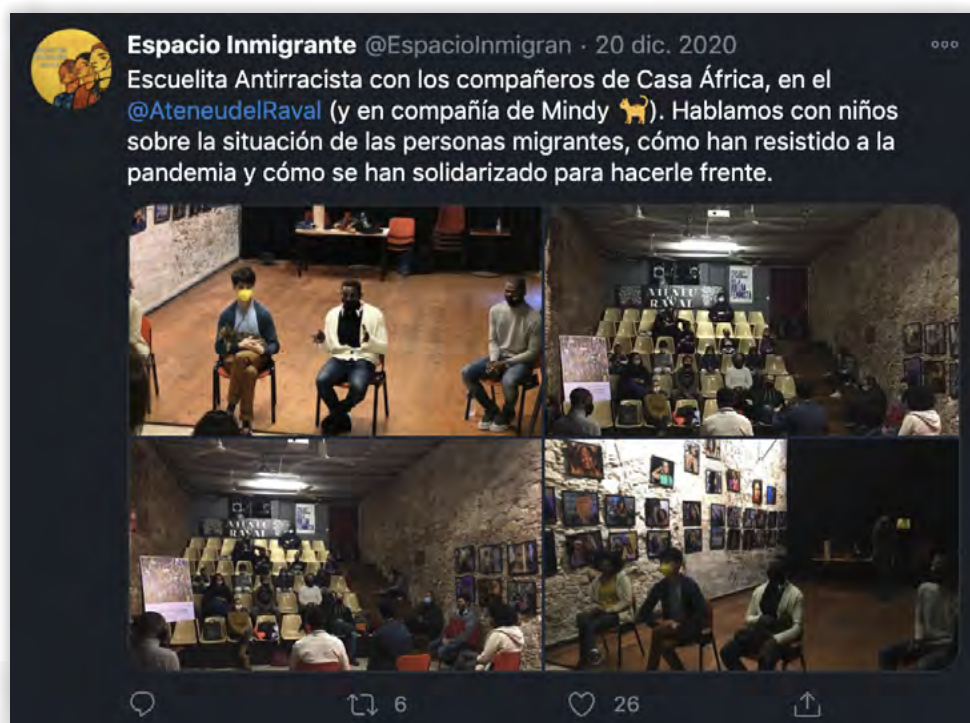 Espacio Inmigrante @EspacioInmigran · 20 dic. 2020
Escuelita Antirracista con los compañeros de Casa África, en el
@AteneudelRaval (y en compañía de Mindy 🐈). Hablamos con niños
sobre la situación de las personas migrantes, cómo han resistido a la
pandemia y cómo se han solidarizado para hacerle frente.
ATENEU
RAVAL
ATENEU
RAVAL
6
26